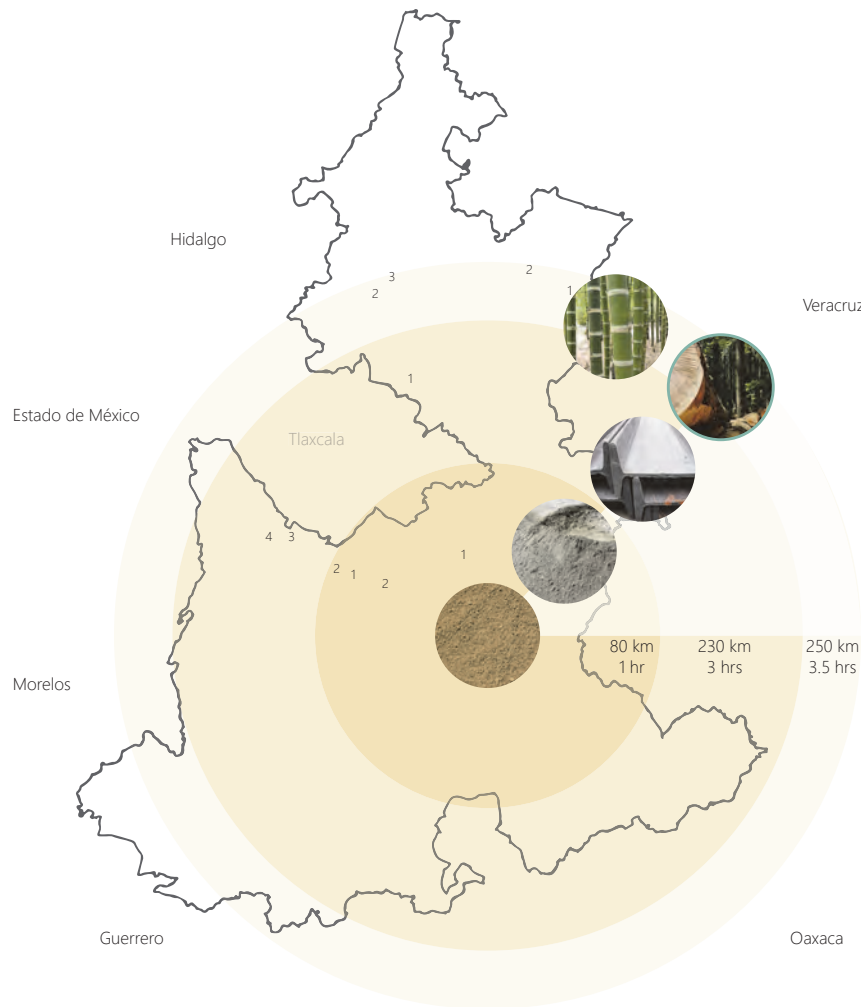 Hidalgo
2
3
2
1
Veracruz
1
Estado de México
Tlaxcala
4
3
1
2
1
2
80 km
1 hr
230 km
3 hrs
250 km
3.5 hrs
Morelos
Guerrero
Oaxaca